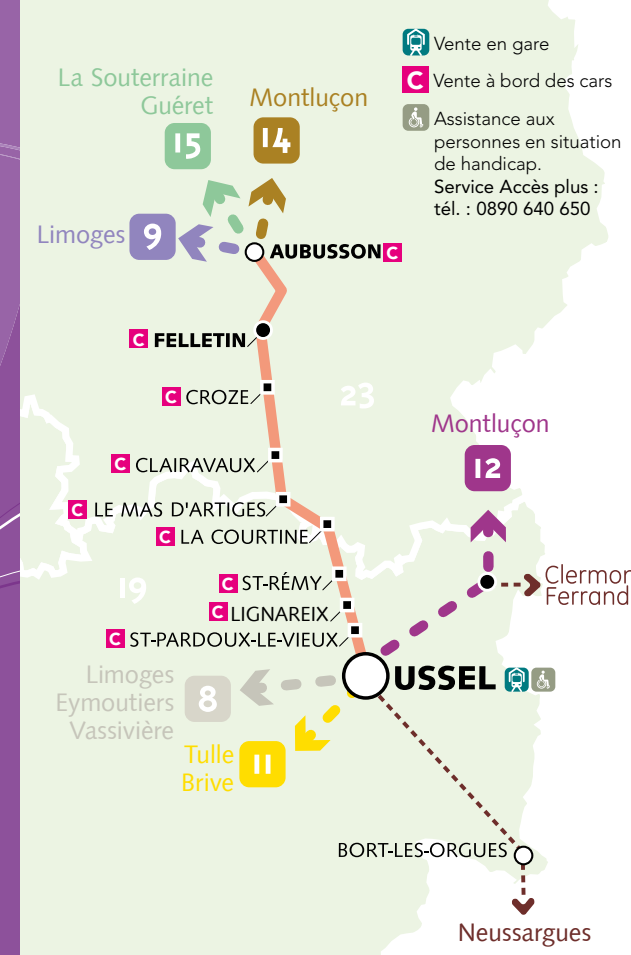 Vente en gare
C Vente à bord des cars
Assistance aux
personnes en situation
de handicap.
Service Accès plus :
tél. : 0890 640 650
La Souterraine
Guéret
15
Montluçon
14
Limoges 9
AUBUSSON C
C FELLETIN
C CROZE
23
Montluçon
12
C CLAIRAVAUX
C LE MAS D'ARTIGES
C LA COURTINE
19
C ST-RÉMY
Clermon
Ferrand
C LIGNAREIX
C ST-PARDOUX-LE-VIEUX
USSEL
Limoges
Eymoutiers
Vassivière
8
Tulle
Brive
11
BORT-LES-ORGUES
Neussargues